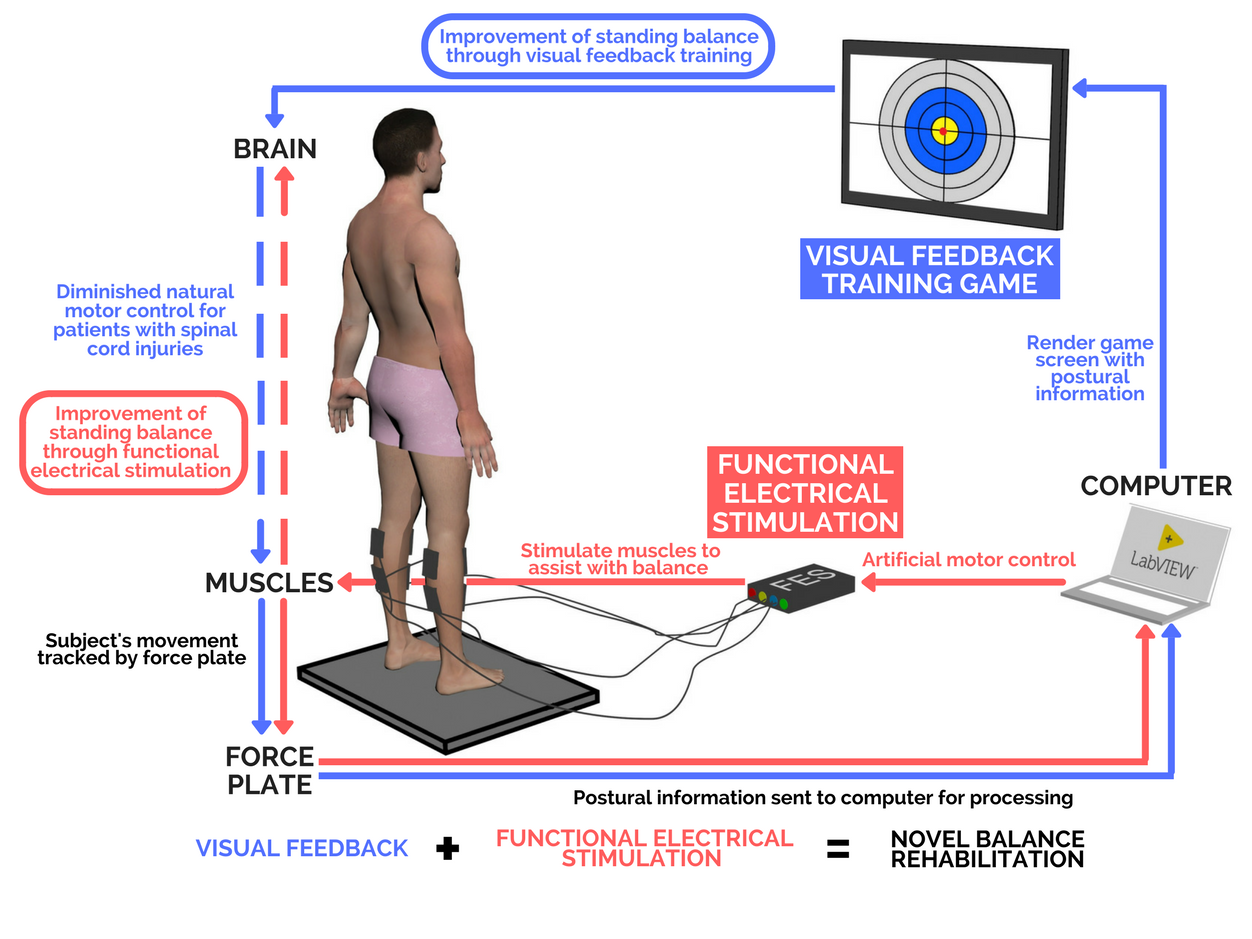 Improvement of standing balance
through visual feedback training
BRAIN
VISUAL FEEDBACK
TRAINING GAME
Diminished natural
motor control for
patients with spinal
cord injuries
Render game
screen with
postural
information
Improvement of
standing balance
through functional
electrical stimulation
FUNCTIONAL
ELECTRICAL
STIMULATION
COMPUTER
LabVIEW
Stimulate muscles to
assist with balance
Artificial motor control
FES
MUSCLES
Subject's movement
tracked by force plate
FORCE
PLATE
Postural information sent to computer for processing
VISUAL FEEDBACK + FUNCTIONAL ELECTRICAL STIMULATION = NOVEL BALANCE REHABILITATION